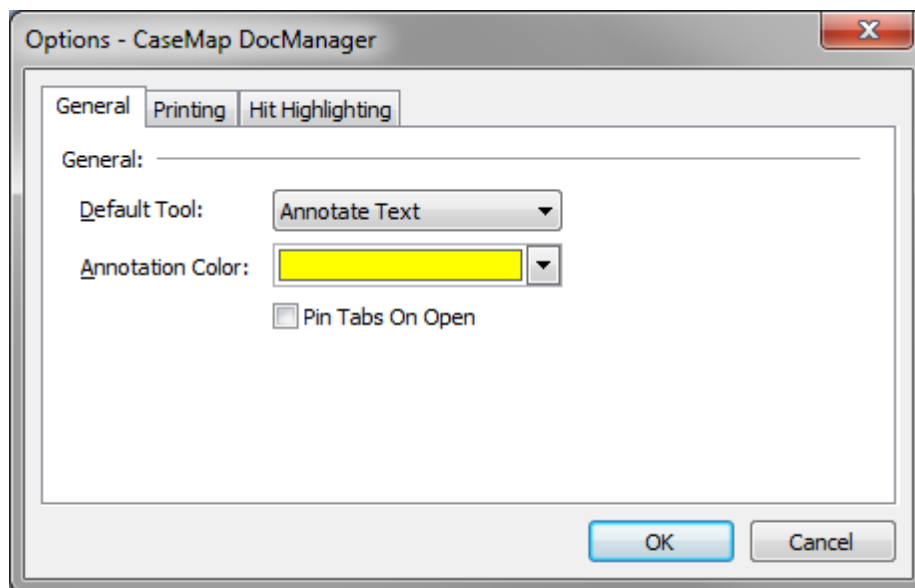 Options - CaseMap DocManager
General Printing Hit Highlighting
General:
Default Tool: Annotate Text
Annotation Color:
Pin Tabs On Open
OK Cancel